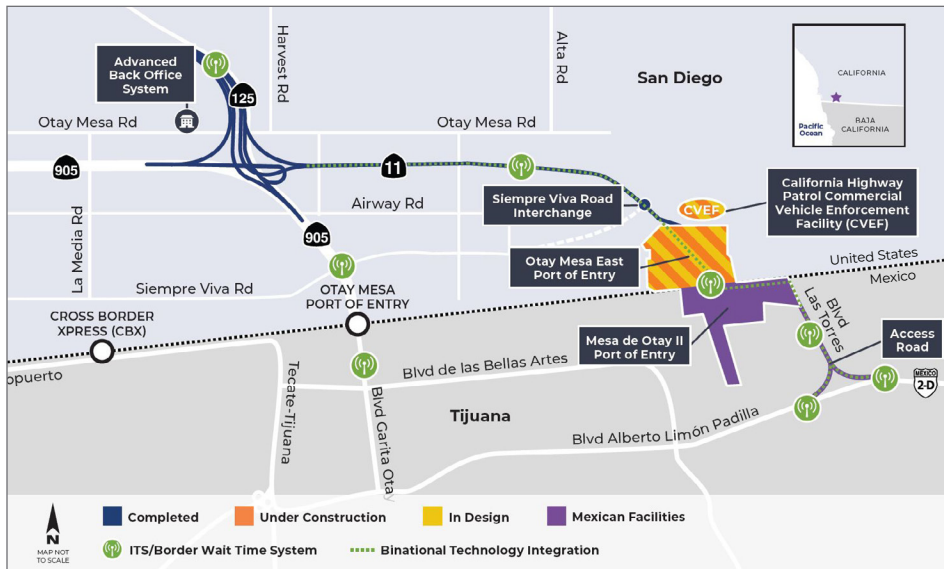 Advanced
Back Office
System
125
Harvest Rd
Alta Rd
San Diego
CALIFORNIA
BAJA
CALIFORNIA
Pacific
Ocean
Otay Mesa Rd
Otay Mesa Rd
905
11
Siempre Viva Road
Interchange
CVEF
California Highway
Patrol Commercial
Vehicle Enforcement
Facility (CVEF)
La Media Rd
Airway Rd
905
Otay Mesa East
Port of Entry
United States
Mexico
Siempre Viva Rd
OTAY MESA
PORT OF ENTRY
CROSS BORDER
XPRESS (CBX)
Mesa de Otay II
Port of Entry
Blvd
Las Torres
Access
Road
opuerto
Tecate-Tijuana
Blvd de las Bellas Artes
Blvd Garita Otay
MÉXICO
2-D
Tijuana
Blvd Alberto Limón Padilla
N
MAP NOT
TO SCALE
Completed
Under Construction
In Design
Mexican Facilities
ITS/Border Wait Time System
Binational Technology Integration